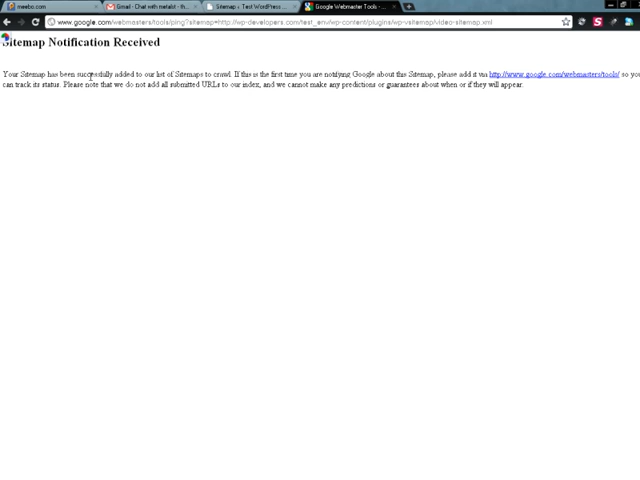 meebo.com
Gmail - Chat with metalist - th...
Sitemap ‹ Test WordPress ...
Google Webmaster Tools - ...
www.google.com/webmasters/tools/ping?sitemap=http://wp-developers.com/test_env/wp-content/plugins/wp-vsitemap/video-sitemap.xml
Sitemap Notification Received
Your Sitemap has been successfully added to our list of Sitemaps to crawl. If this is the first time you are notifying Google about this Sitemap, please add it via http://www.google.com/webmasters/tools/ so you
can track its status. Please note that we do not add all submitted URLs to our index, and we cannot make any predictions or guarantees about when or if they will appear.